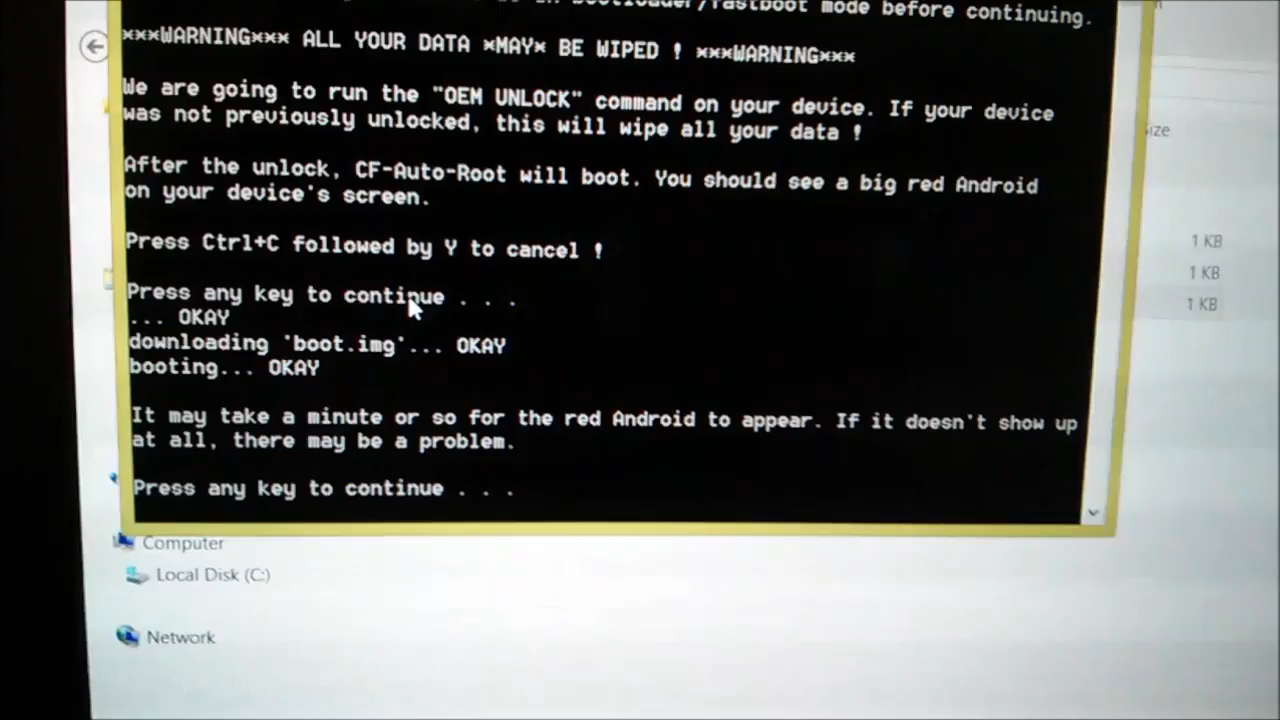 bootloader/fastboot mode before continuing.
***WARNING*** ALL YOUR DATA *MAY* BE WIPED ! ***WARNING***
We are going to run the "OEM UNLOCK" command on your device. If your device
was not previously unlocked, this will wipe all your data !
After the unlock, CF-Auto-Root will boot. You should see a big red Android
on your device's screen.
Press Ctrl+C followed by Y to cancel !
Press any key to continue . . .
... OKAY
downloading 'boot.img'... OKAY
booting... OKAY
It may take a minute or so for the red Android to appear. If it doesn't show up
at all, there may be a problem.
Press any key to continue . . .
1 KB
1 KB
1 KB
Computer
Local Disk (C:)
Network